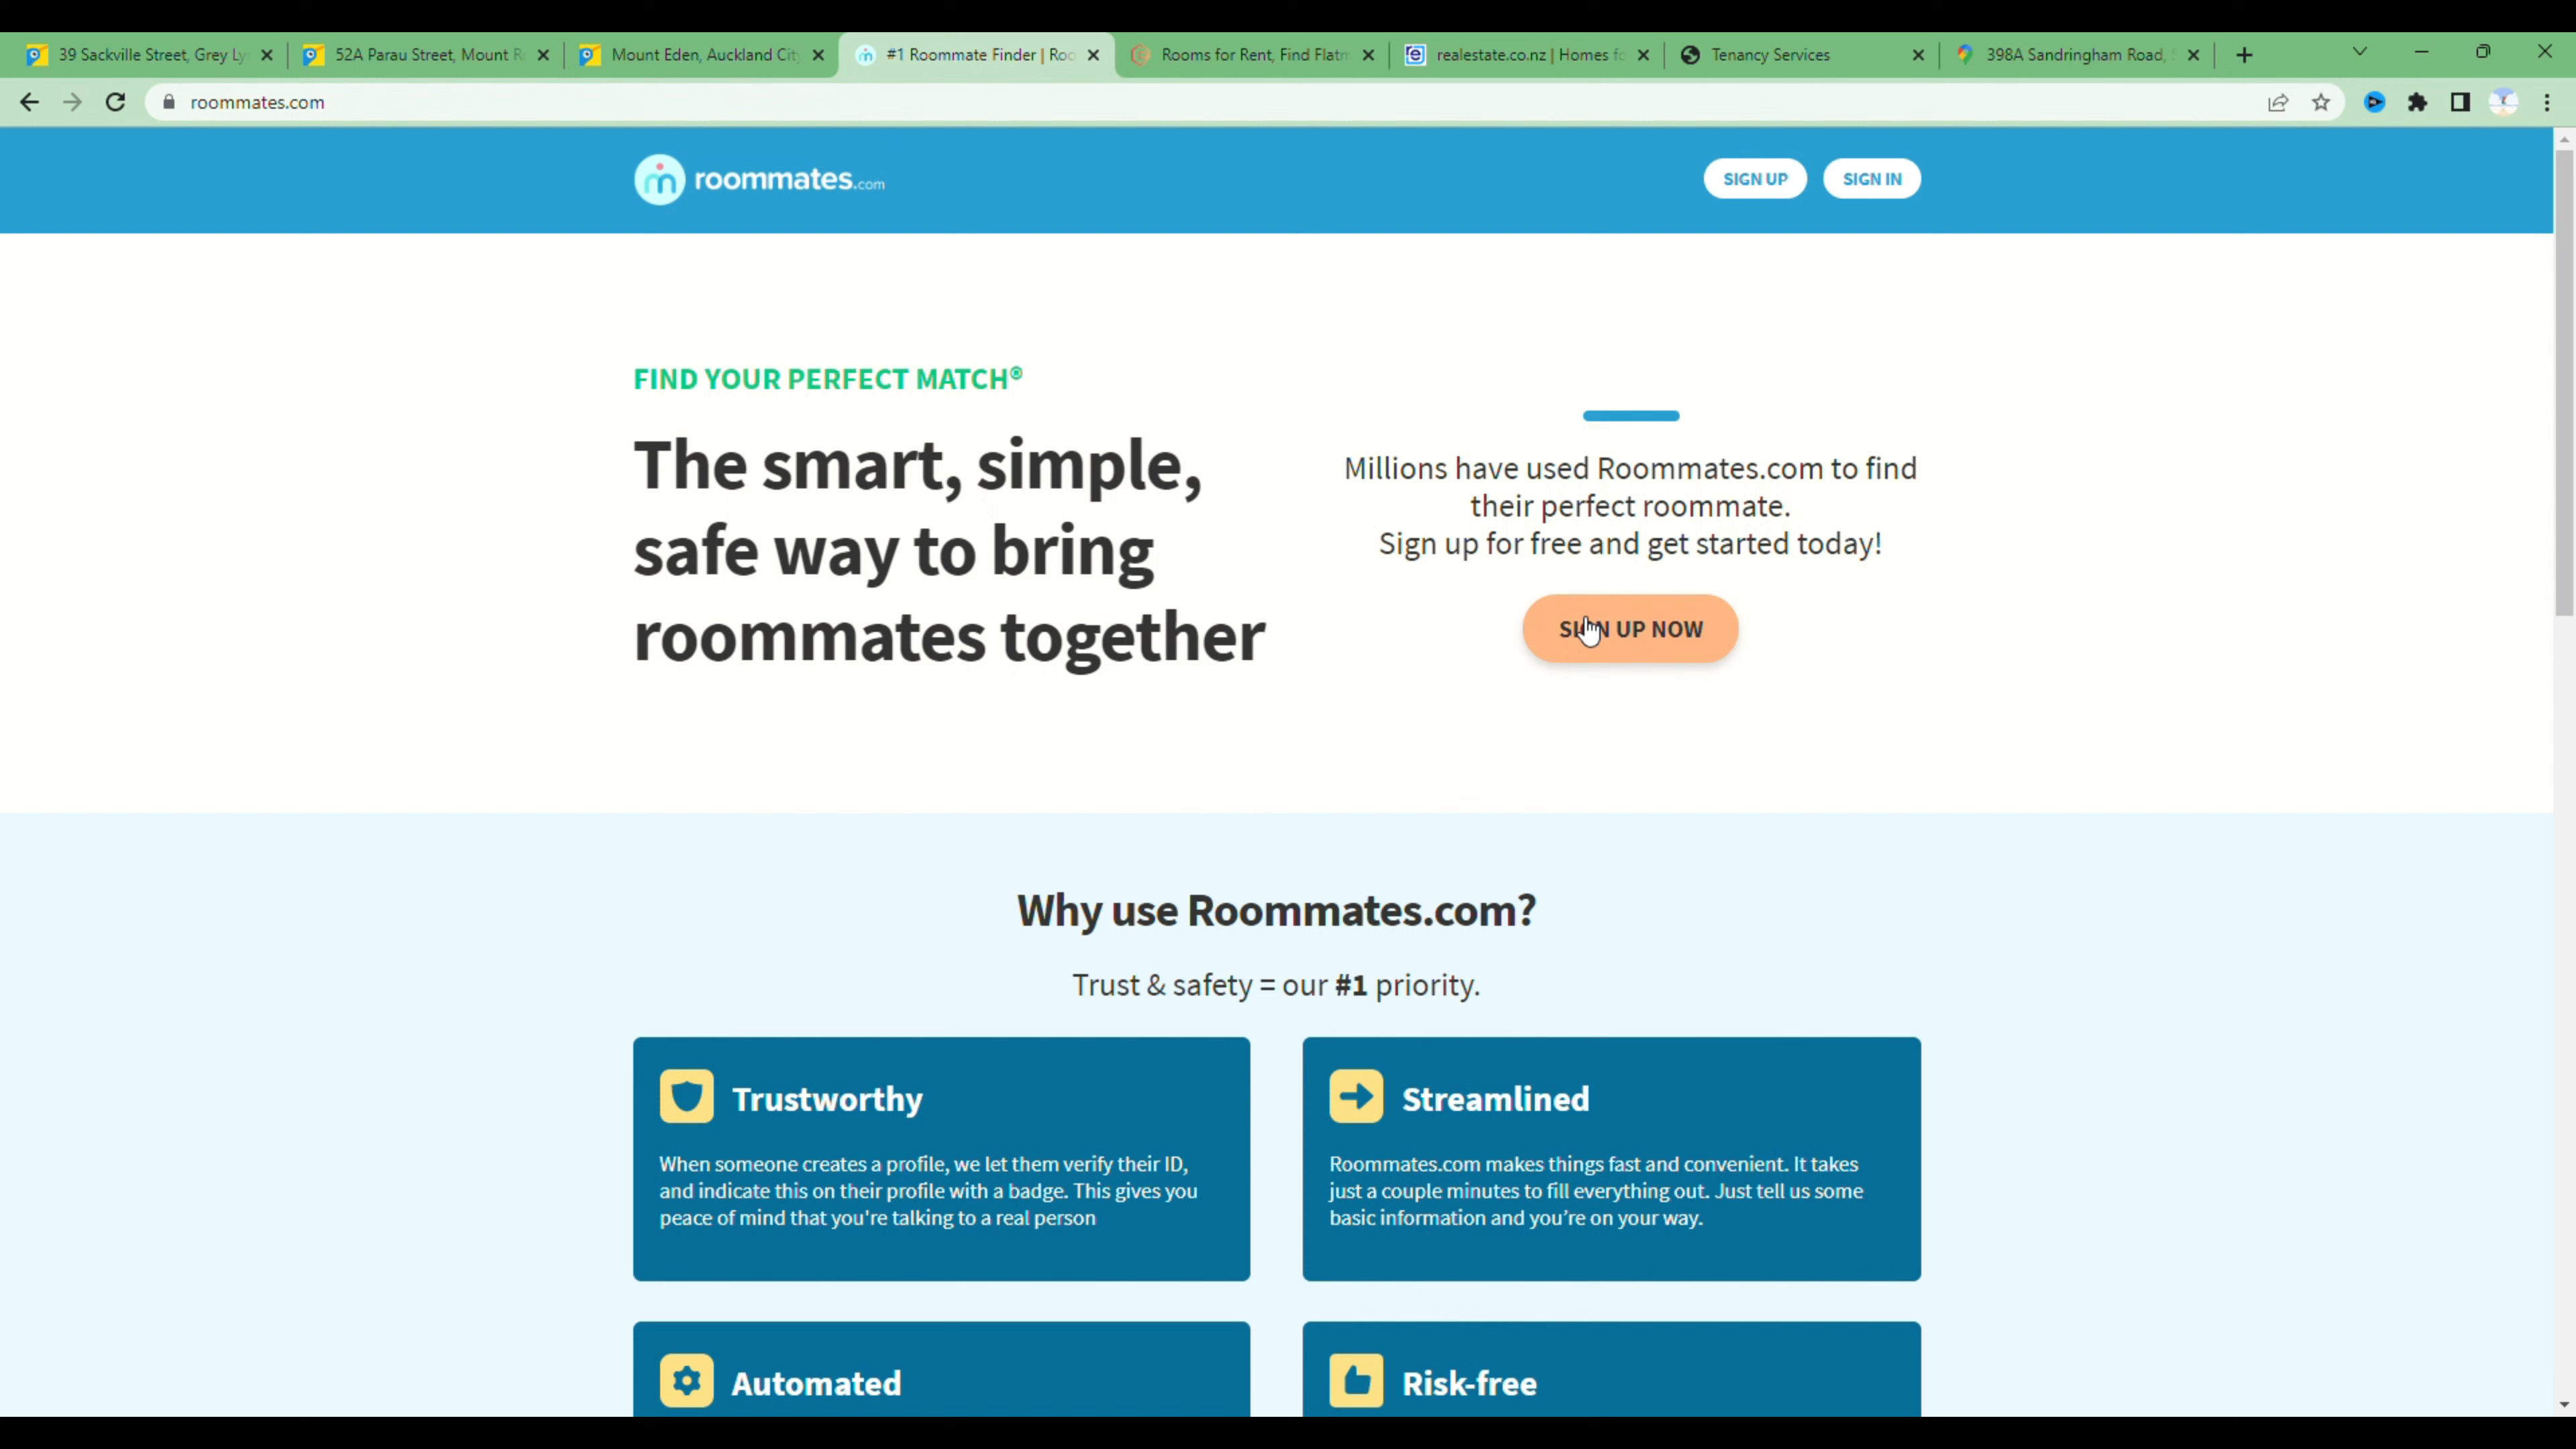 39 Sackville Street, Grey Ly
52A Parau Street, Mount R
Mount Eden, Auckland Cit
#1 Roommate Finder | Roo
Rooms for Rent, Find Flatm
realestate.co.nz | Homes fo
Tenancy Services
398A Sandringham Road, S
roommates.com
roommates.com
SIGN UP
SIGN IN
FIND YOUR PERFECT MATCH®
The smart, simple,
safe way to bring
roommates together
Millions have used Roommates.com to find
their perfect roommate.
Sign up for free and get started today!
SIGN UP NOW
Why use Roommates.com?
Trust & safety = our #1 priority.
Trustworthy
When someone creates a profile, we let them verify their ID,
and indicate this on their profile with a badge. This gives you
peace of mind that you're talking to a real person
Streamlined
Roommates.com makes things fast and convenient. It takes
just a couple minutes to fill everything out. Just tell us some
basic information and you're on your way.
Automated
Risk-free